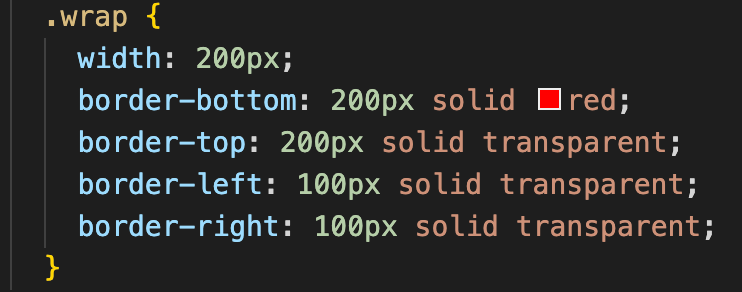 .wrap {
width: 200px;
border-bottom: 200px solid red;
border-top: 200px solid transparent;
border-left: 100px solid transparent;
border-right: 100px solid transparent;
}